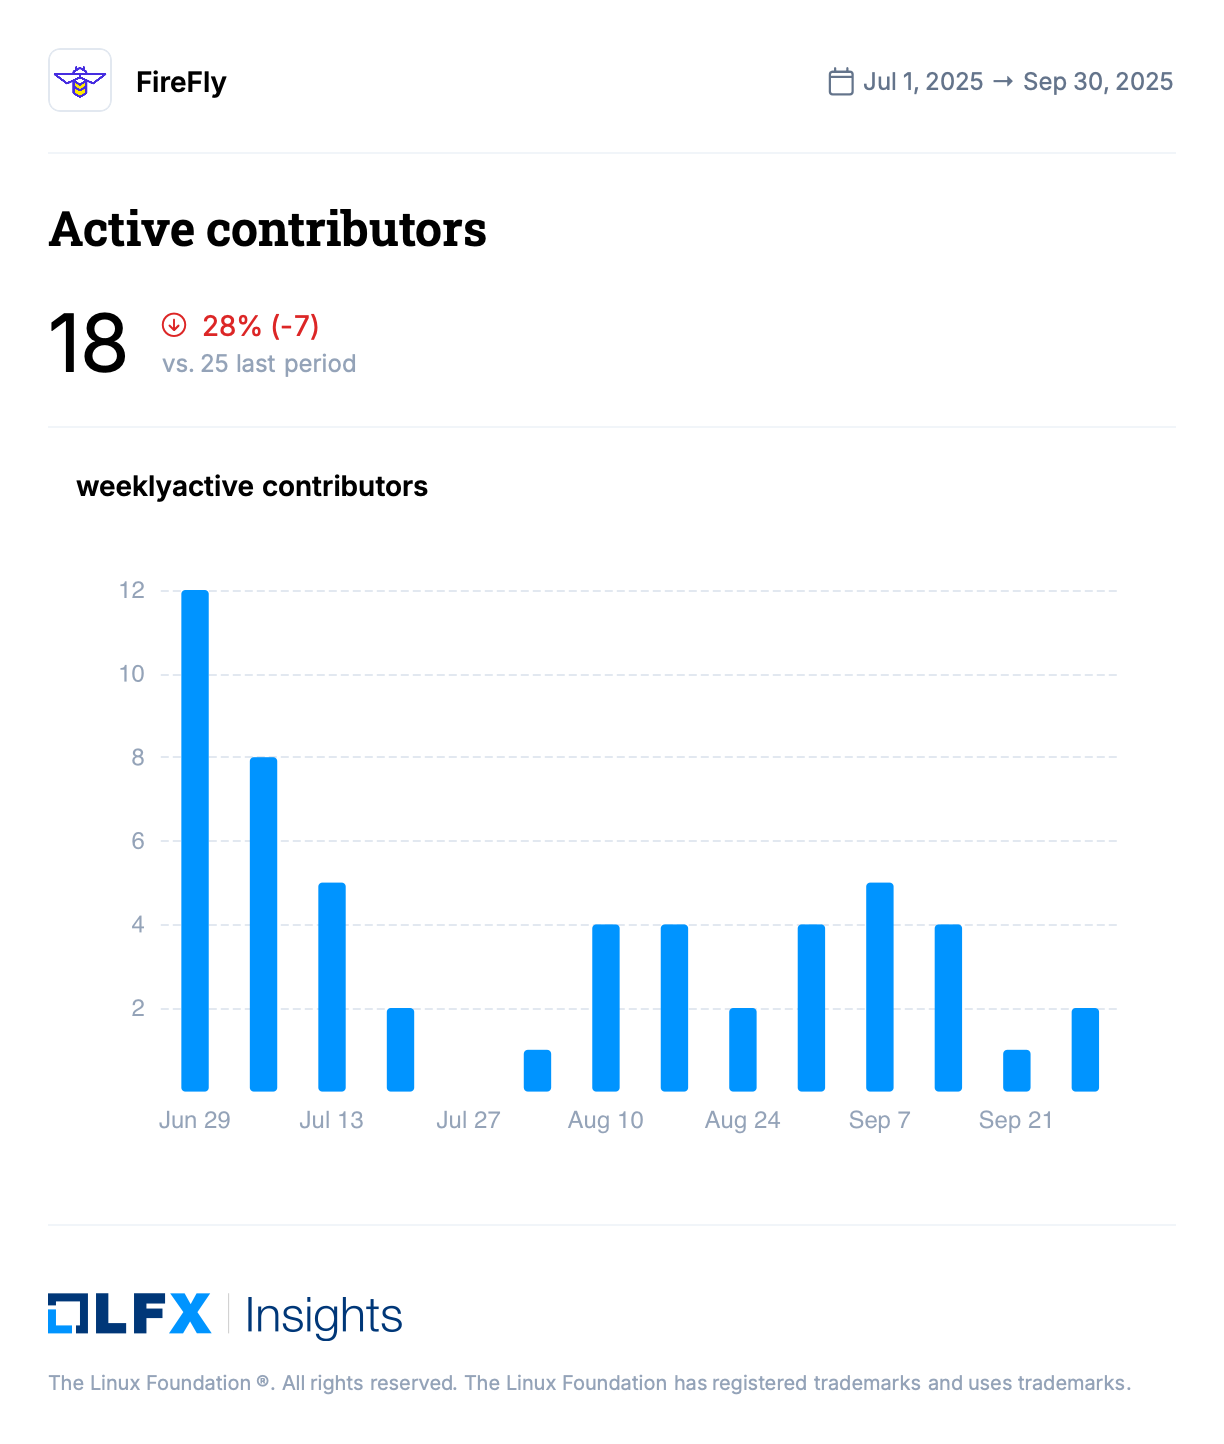 FireFly
Jul 1, 2025 → Sep 30, 2025
Active contributors
18
28% (-7)
vs. 25 last period
weeklyactive contributors
12
10
8
6
4
2
Jun 29 Jul 13 Jul 27 Aug 10 Aug 24 Sep 7 Sep 21
LFX Insights
The Linux Foundation ®. All rights reserved. The Linux Foundation has registered trademarks and uses trademarks.